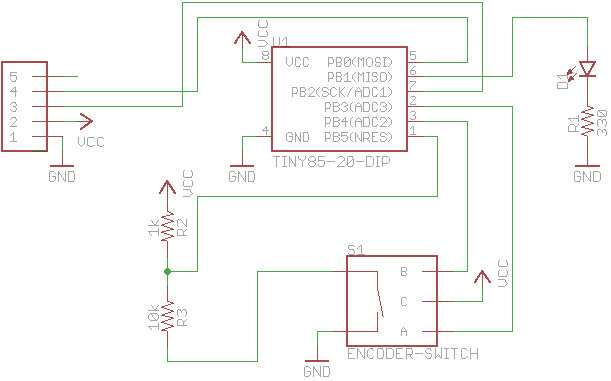 VCC
U1
8 VCC PB0(MOSI) 5
PB1(MISO) 6
PB2(SCK/ADC1) 7
PB3(ADC3) 2
PB4(ADC2) 3
4 GND PB5(NRES) 1
TINY85-20-DIP
GND
5
4
3
2
1
VCC
GND
D1
R1
330
GND
VCC
1k
R2
10k
R3
S1
B
C
A
VCC
ENCODER-SWITCH
GND